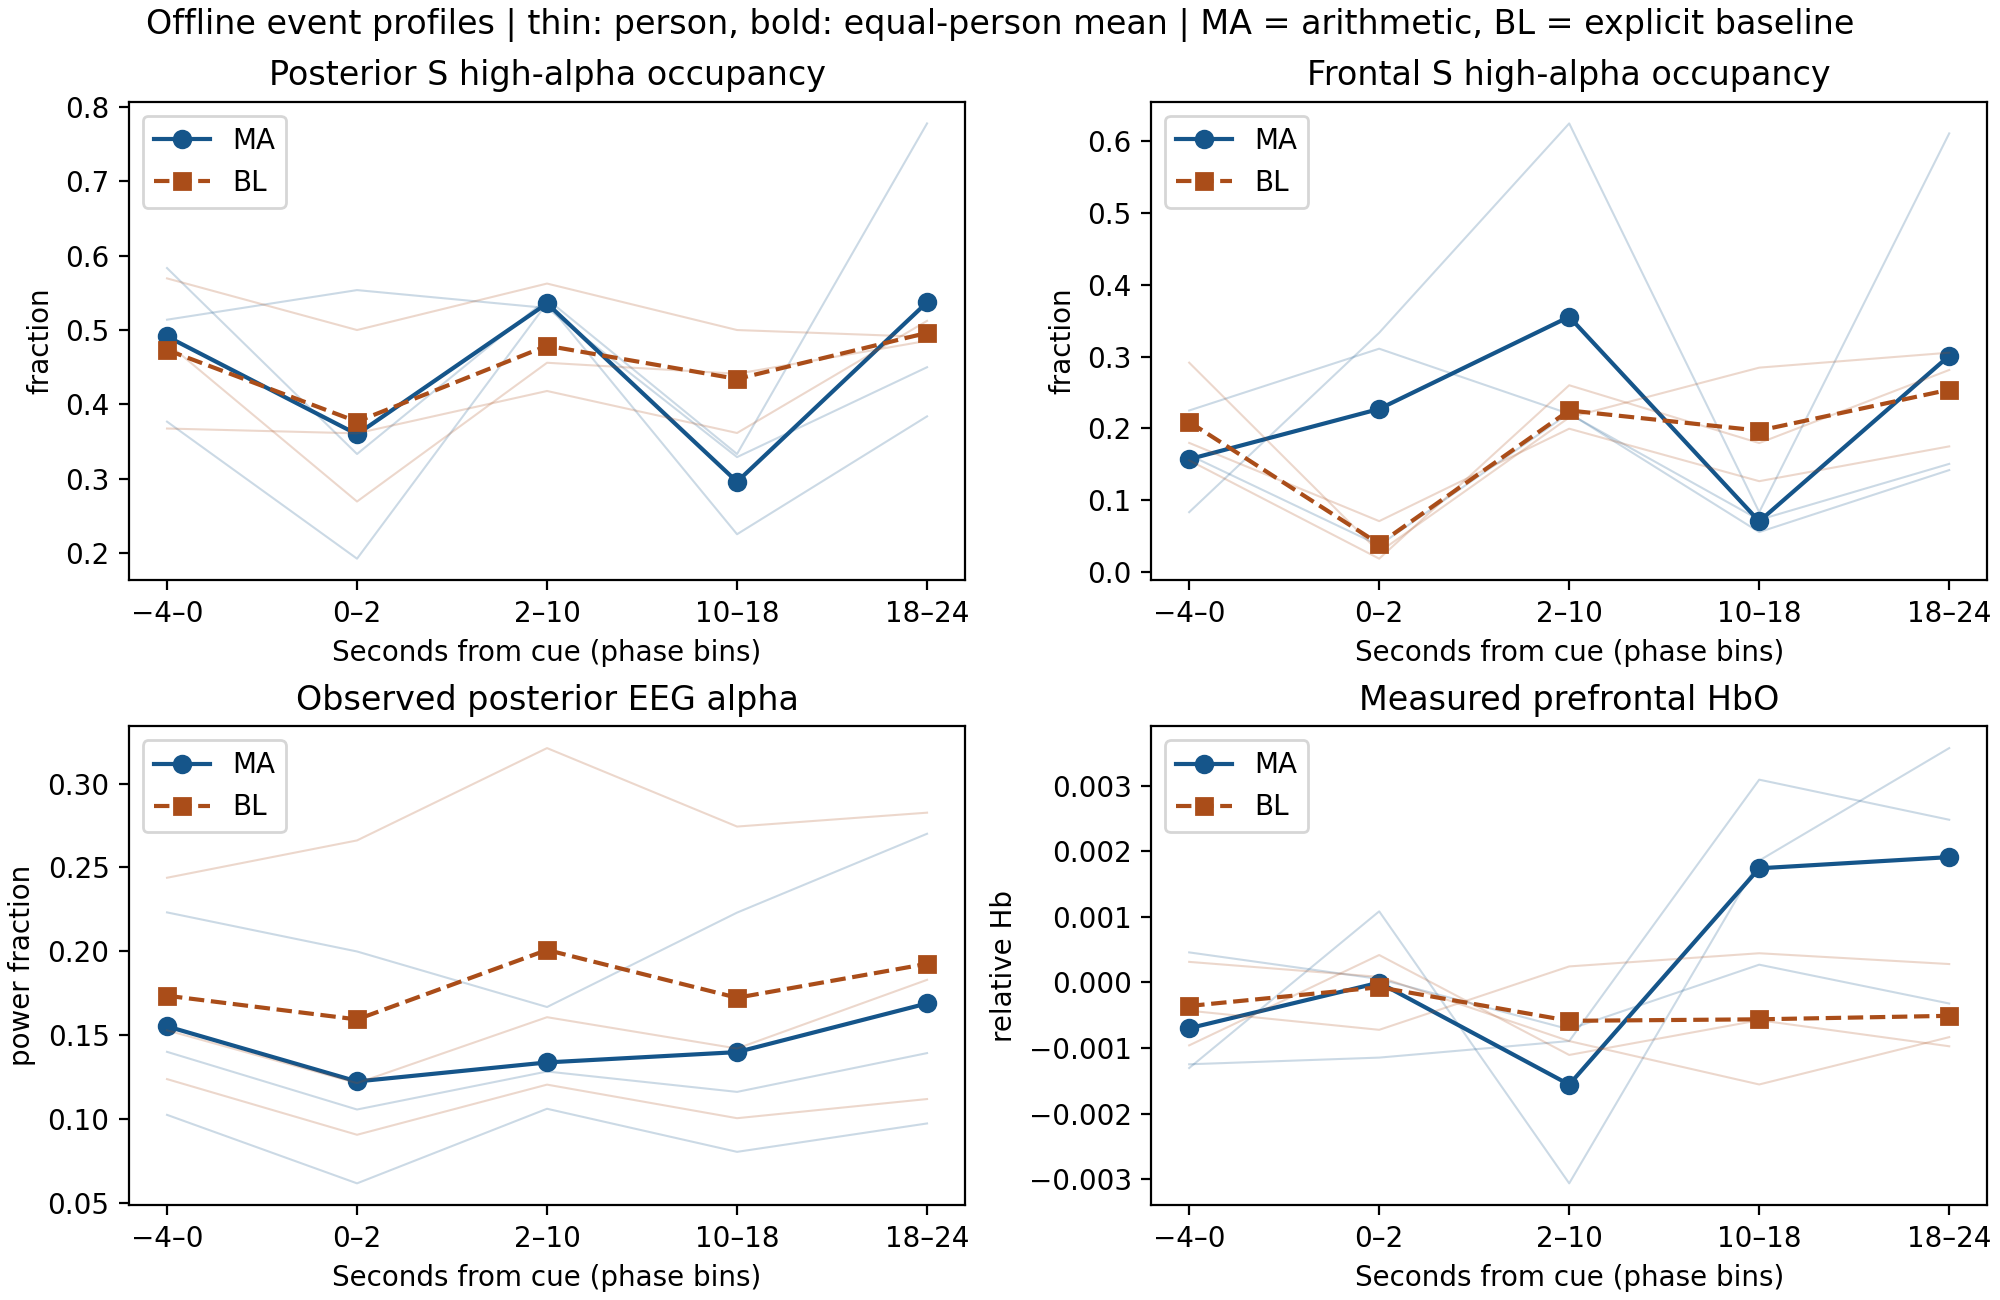 Offline event profiles | thin: person, bold: equal-person mean | MA = arithmetic, BL = explicit baseline
Posterior S high-alpha occupancy
MA
BL
fraction
0.8
0.7
0.6
0.5
0.4
0.3
0.2
−4–0
0–2
2–10
10–18
18–24
Seconds from cue (phase bins)
Frontal S high-alpha occupancy
MA
BL
fraction
0.6
0.5
0.4
0.3
0.2
0.1
0.0
−4–0
0–2
2–10
10–18
18–24
Seconds from cue (phase bins)
Observed posterior EEG alpha
MA
BL
power fraction
0.30
0.25
0.20
0.15
0.10
0.05
−4–0
0–2
2–10
10–18
18–24
Seconds from cue (phase bins)
Measured prefrontal HbO
MA
BL
relative Hb
0.003
0.002
0.001
0.000
−0.001
−0.002
−0.003
−4–0
0–2
2–10
10–18
18–24
Seconds from cue (phase bins)